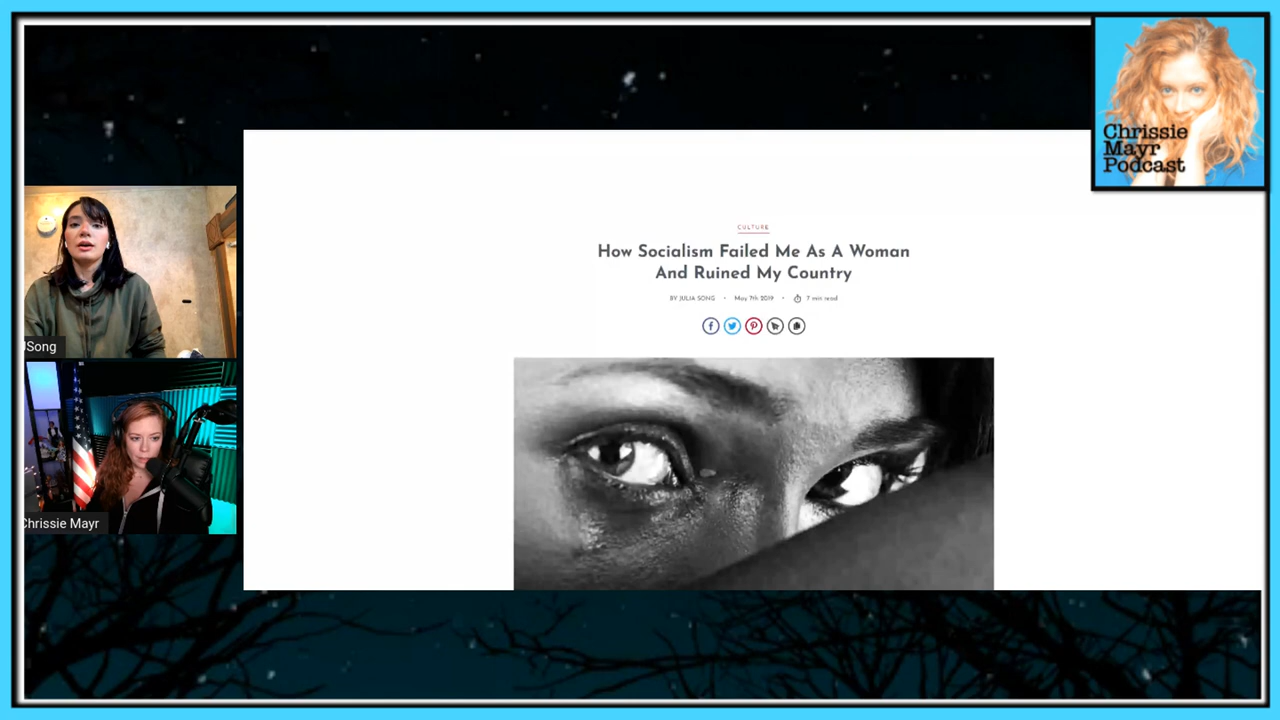 Chrissie
Mayr
Podcast
CULTURE
How Socialism Failed Me As A Woman
And Ruined My Country
BY JULIA SONG • May 7th 2019 • 7 min read
JSong
Chrissie Mayr